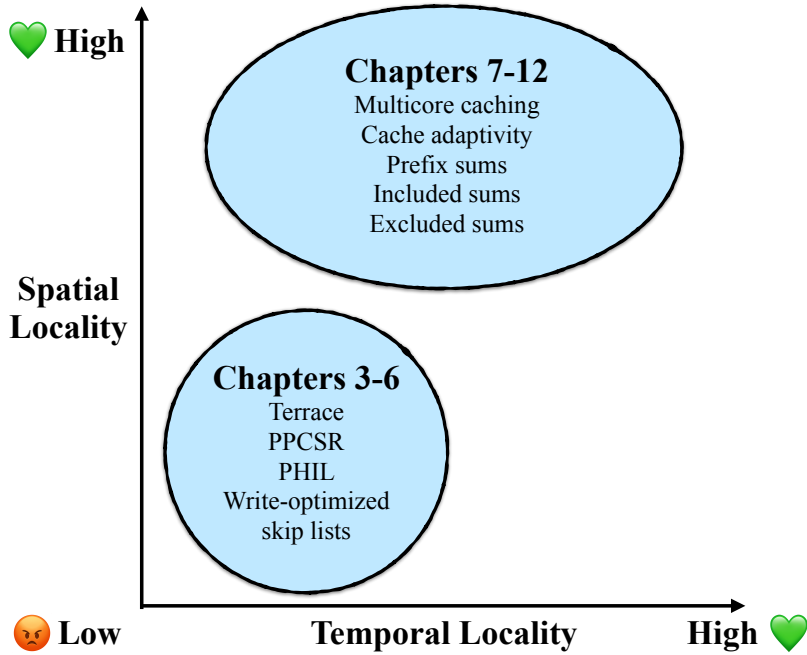 💚 High
Chapters 7-12
Multicore caching
Cache adaptivity
Prefix sums
Included sums
Excluded sums
Spatial
Locality
Chapters 3-6
Terrace
PPCSR
PHIL
Write-optimized
skip lists
😡 Low
Temporal Locality
High 💚